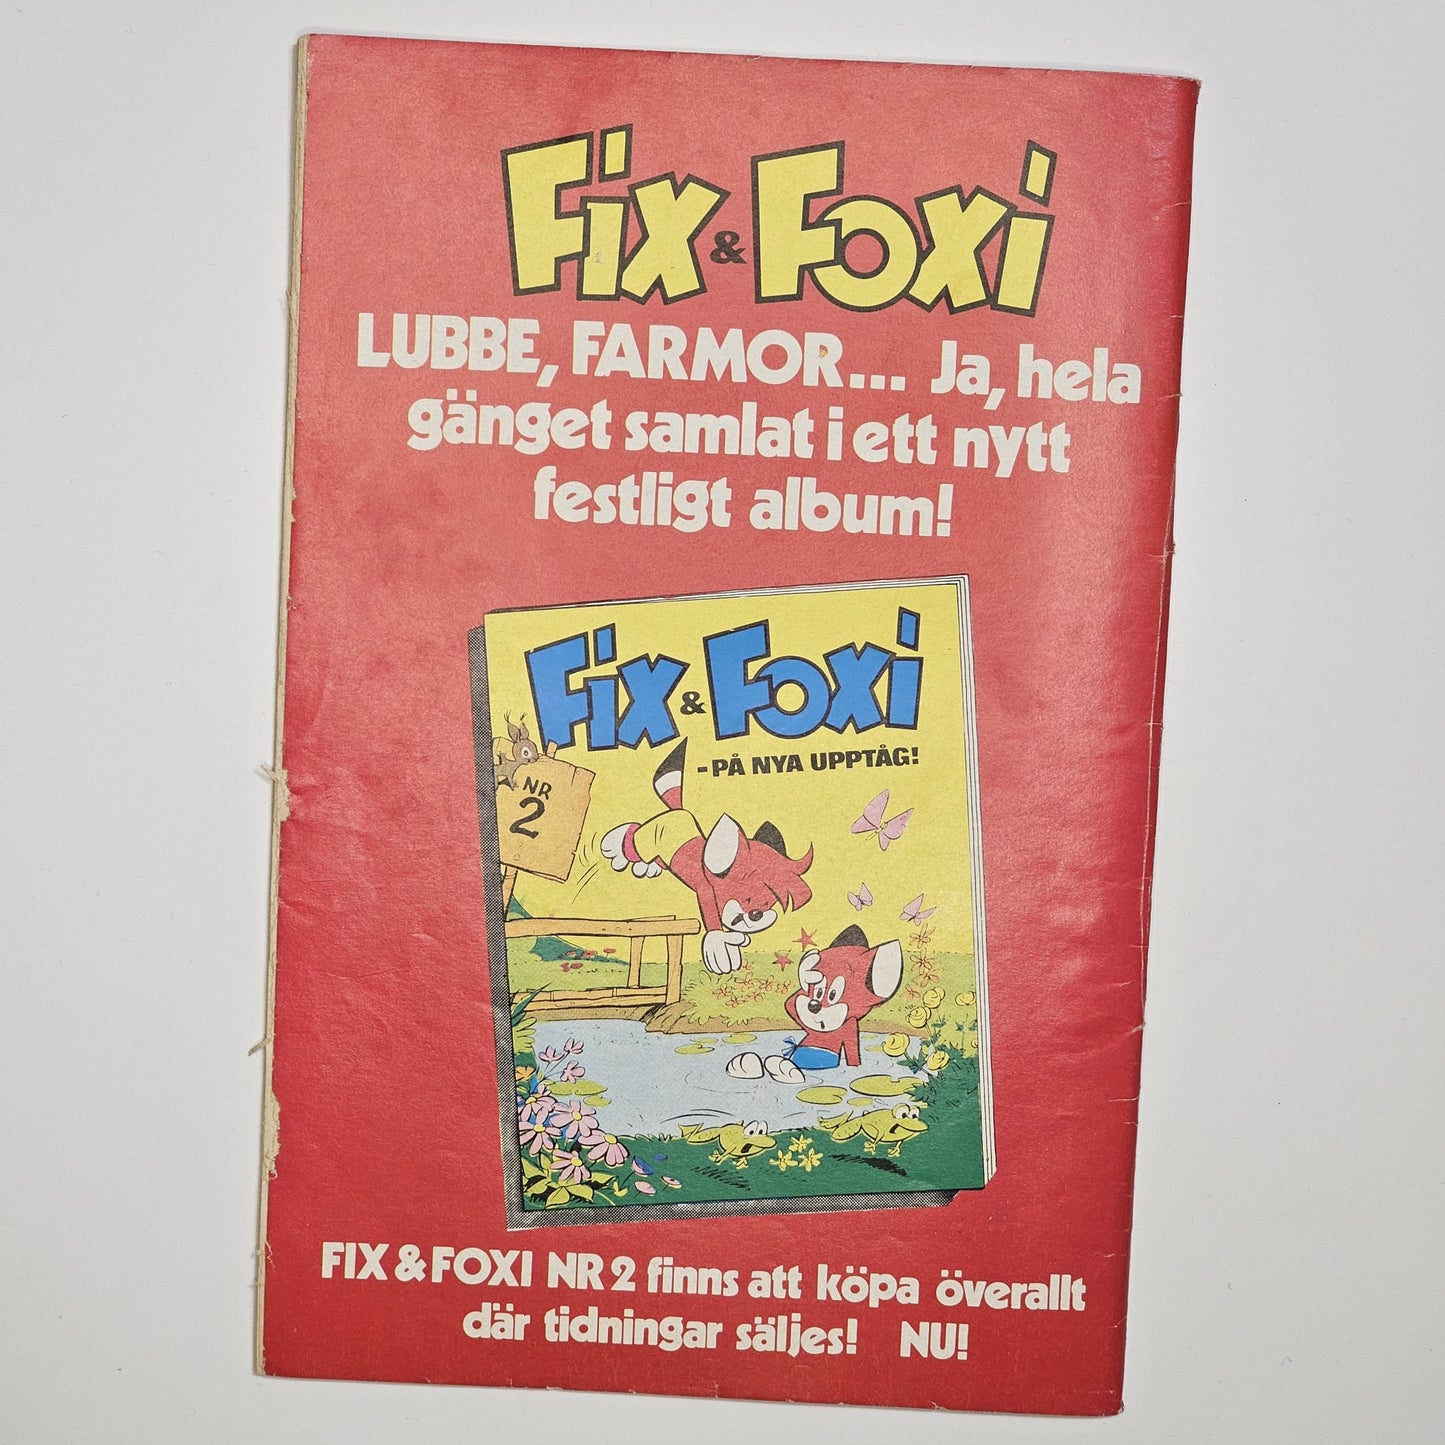 Fix & Foxi
LUBBE, FARMOR... Ja, hela
gänget samlat i ett nytt
festligt album!
Fix & Foxi
- PÅ NYA UPPTÅG!
NR
2
FIX & FOXI NR 2 finns att köpa överallt
där tidningar säljes! NU!